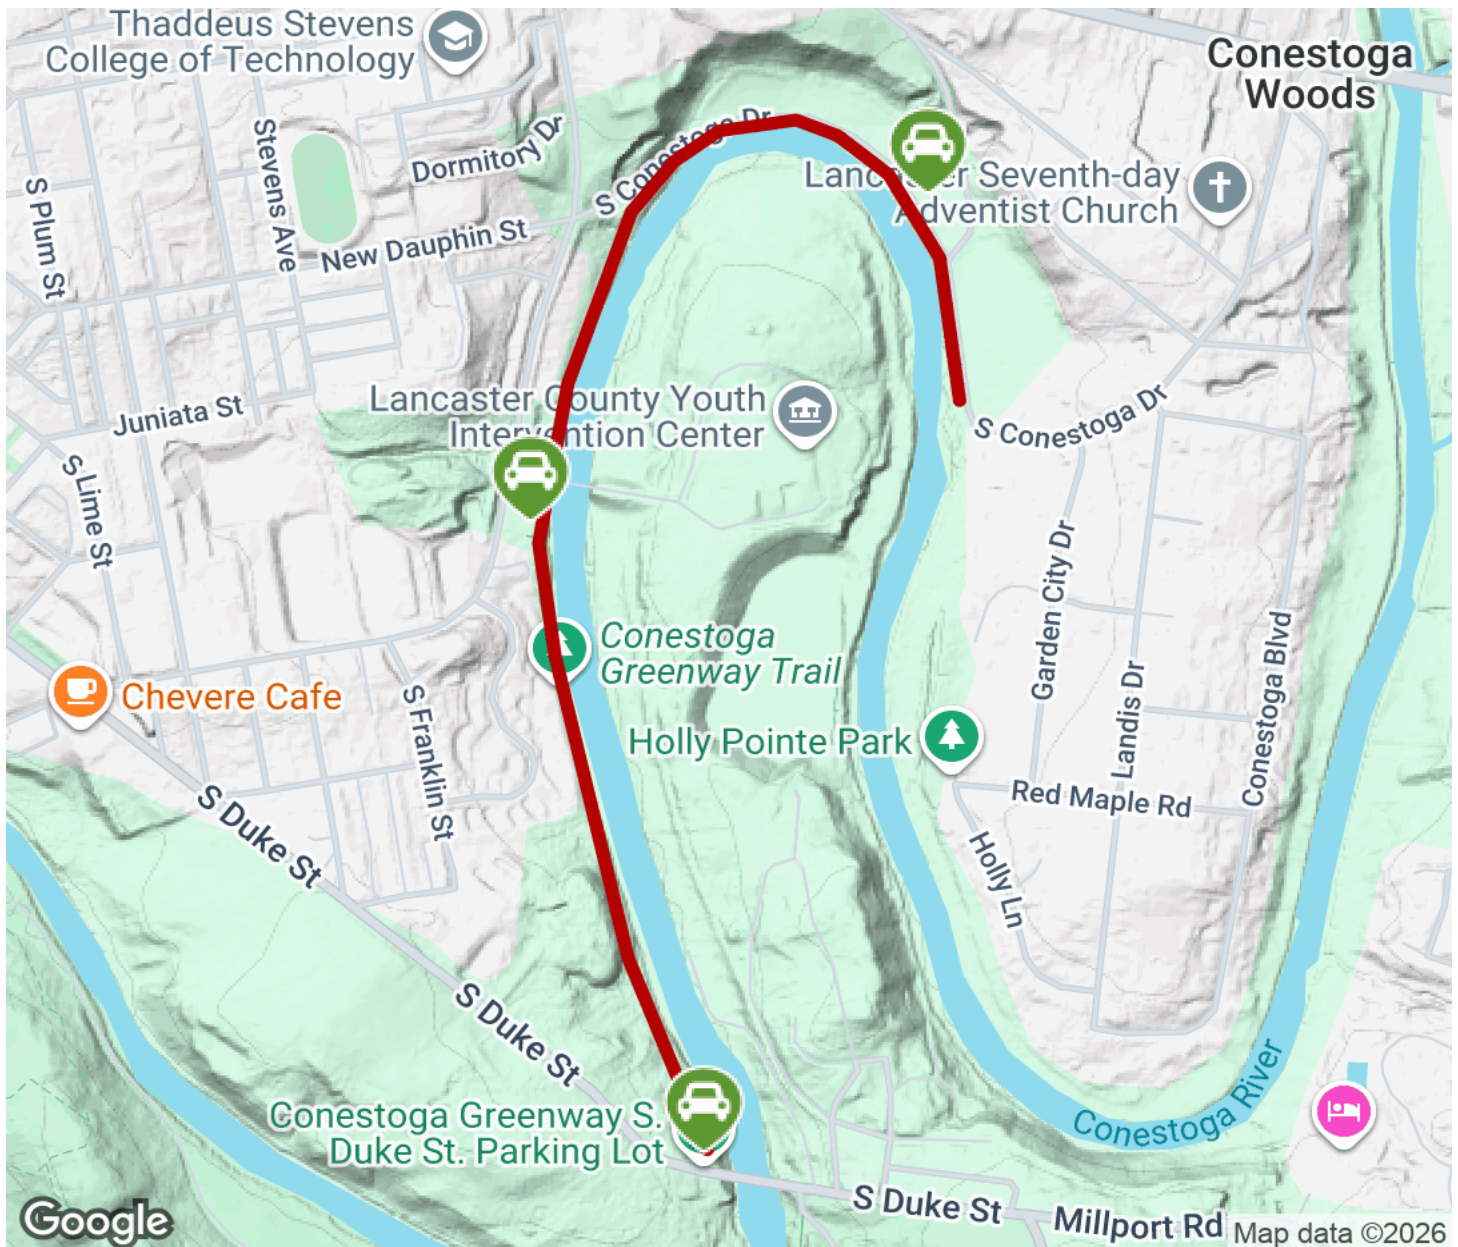 Thaddeus Stevens
College of Technology
Conestoga
Woods
Stevens Ave
Dormitory Dr
S Conestoga Dr
Lancaster Seventh-day
Adventist Church
S Plum St
New Dauphin St
Juniata St
Lancaster County Youth
Intervention Center
S Conestoga Dr
S Lime St
Garden City Dr
Conestoga
Greenway Trail
Chevere Cafe
S Franklin St
Holly Pointe Park
Landis Dr
Conestoga Blvd
Red Maple Rd
S Duke St
Holly Ln
S Duke St
Conestoga River
Conestoga Greenway S.
Duke St. Parking Lot
S Duke St
Millport Rd
Google
Map data ©2026